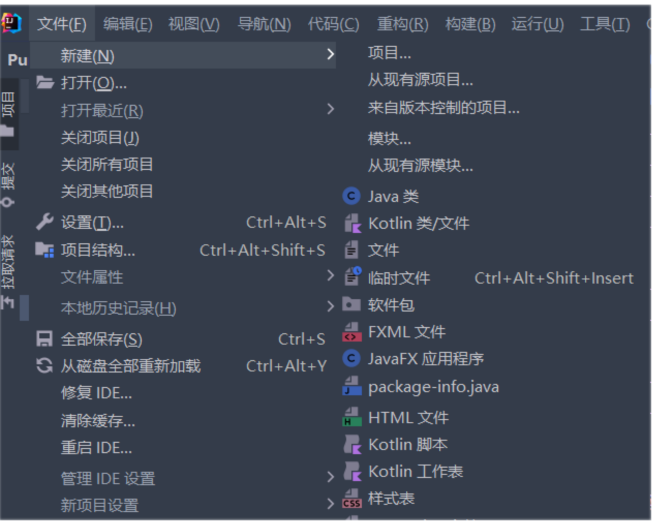 文件(F) 编辑(E) 视图(V) 导航(N) 代码(C) 重构(R) 构建(B) 运行(U) 工具(T)
Pu
项目
提交
拉取请求
新建(N)
打开(O)...
打开最近(R)
关闭项目(J)
关闭所有项目
关闭其他项目
设置(T)... Ctrl+Alt+S
项目结构... Ctrl+Alt+Shift+S
文件属性
本地历史记录(H)
全部保存(S) Ctrl+S
从磁盘全部重新加载 Ctrl+Alt+Y
修复 IDE...
清除缓存...
重启 IDE...
管理 IDE 设置
新项目设置
项目...
从现有源项目...
来自版本控制的项目...
模块...
从现有源模块...
Java 类
Kotlin 类/文件
文件
临时文件 Ctrl+Alt+Shift+Insert
软件包
FXML 文件
JavaFX 应用程序
package-info.java
HTML 文件
Kotlin 脚本
Kotlin 工作表
样式表